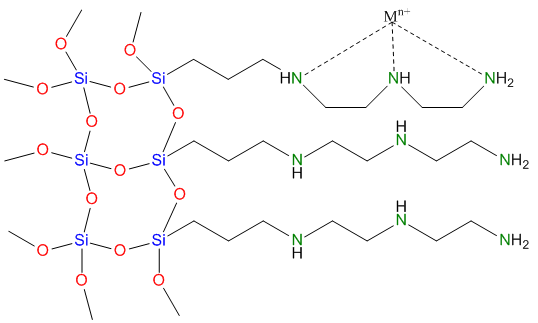 Mn+
O O
Si O Si HN NH NH2
O
O O
O Si O Si N H N H NH2
O O
Si O Si N H N H NH2
O
O O